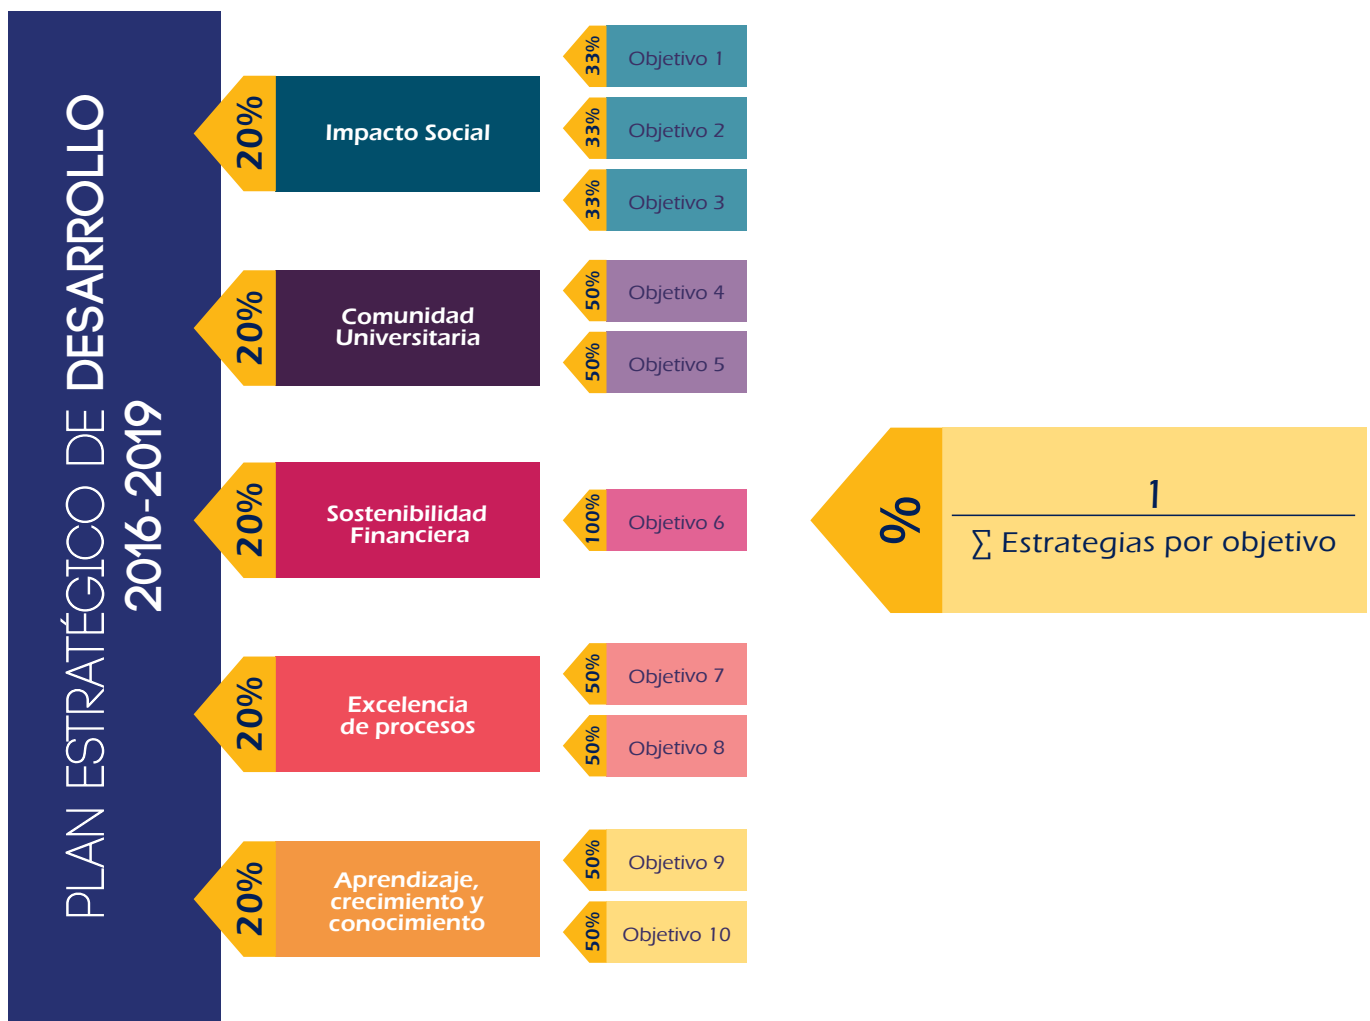 PLAN ESTRATÉGICO DE DESARROLLO
2016-2019
20%
Impacto Social
33%
Objetivo 1
33%
Objetivo 2
33%
Objetivo 3
20%
Comunidad
Universitaria
50%
Objetivo 4
50%
Objetivo 5
20%
Sostenibilidad
Financiera
100%
Objetivo 6
20%
Excelencia
de procesos
50%
Objetivo 7
50%
Objetivo 8
20%
Aprendizaje,
crecimiento y
conocimiento
50%
Objetivo 9
50%
Objetivo 10
%
1
∑ Estrategias por objetivo